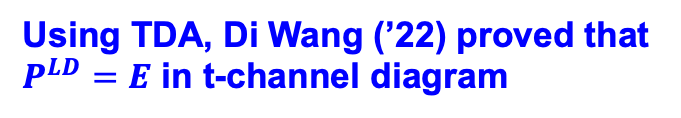 Using TDA, Di Wang (’22) proved that
P^{LD} = E in t-channel diagram